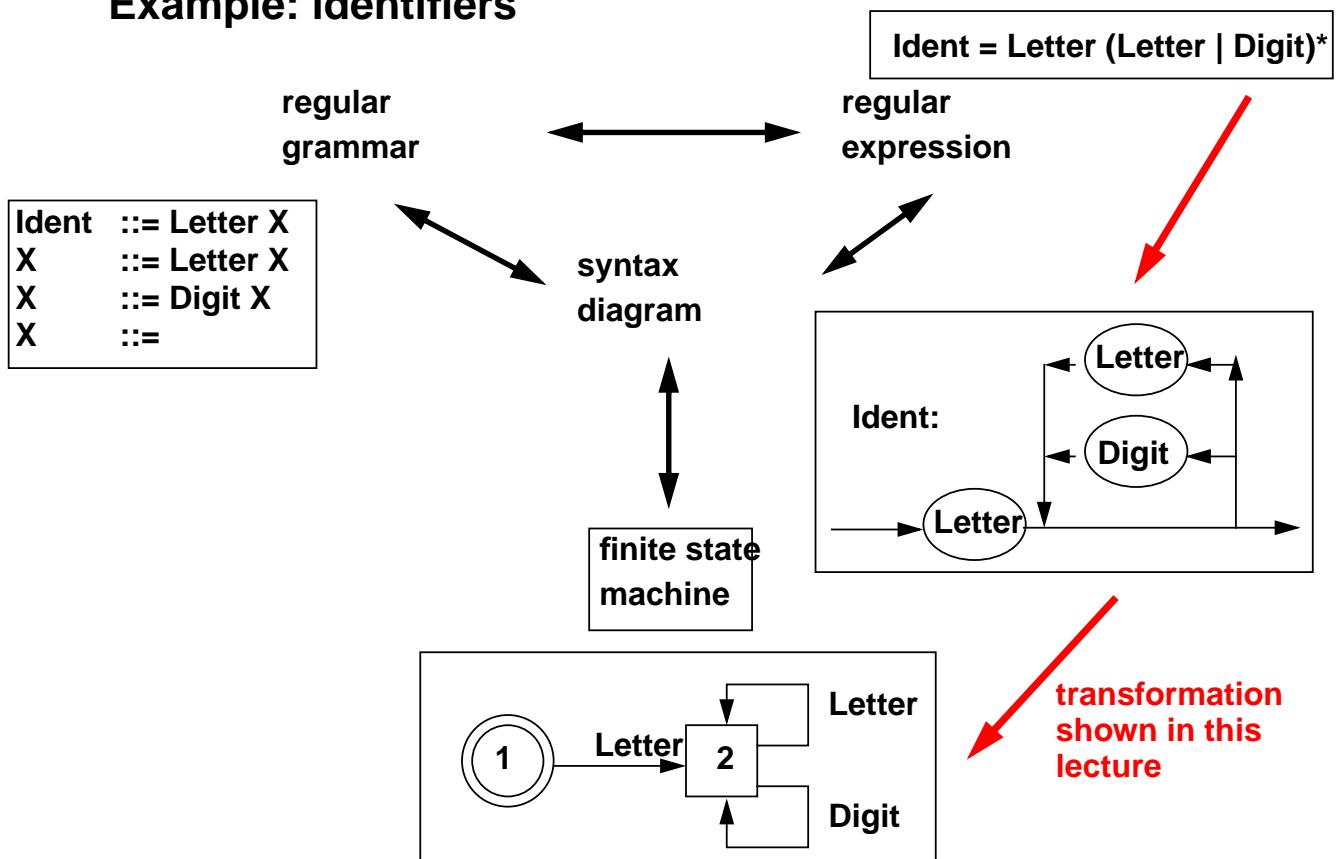 Example: Identifiers
Ident = Letter (Letter | Digit)*
regular
grammar
regular
expression
Ident ::= Letter X
X ::= Letter X
X ::= Digit X
X ::=
syntax
diagram
Ident:
Letter
Digit
Letter
finite state
machine
1
Letter
2
Letter
Digit
transformation
shown in this
lecture